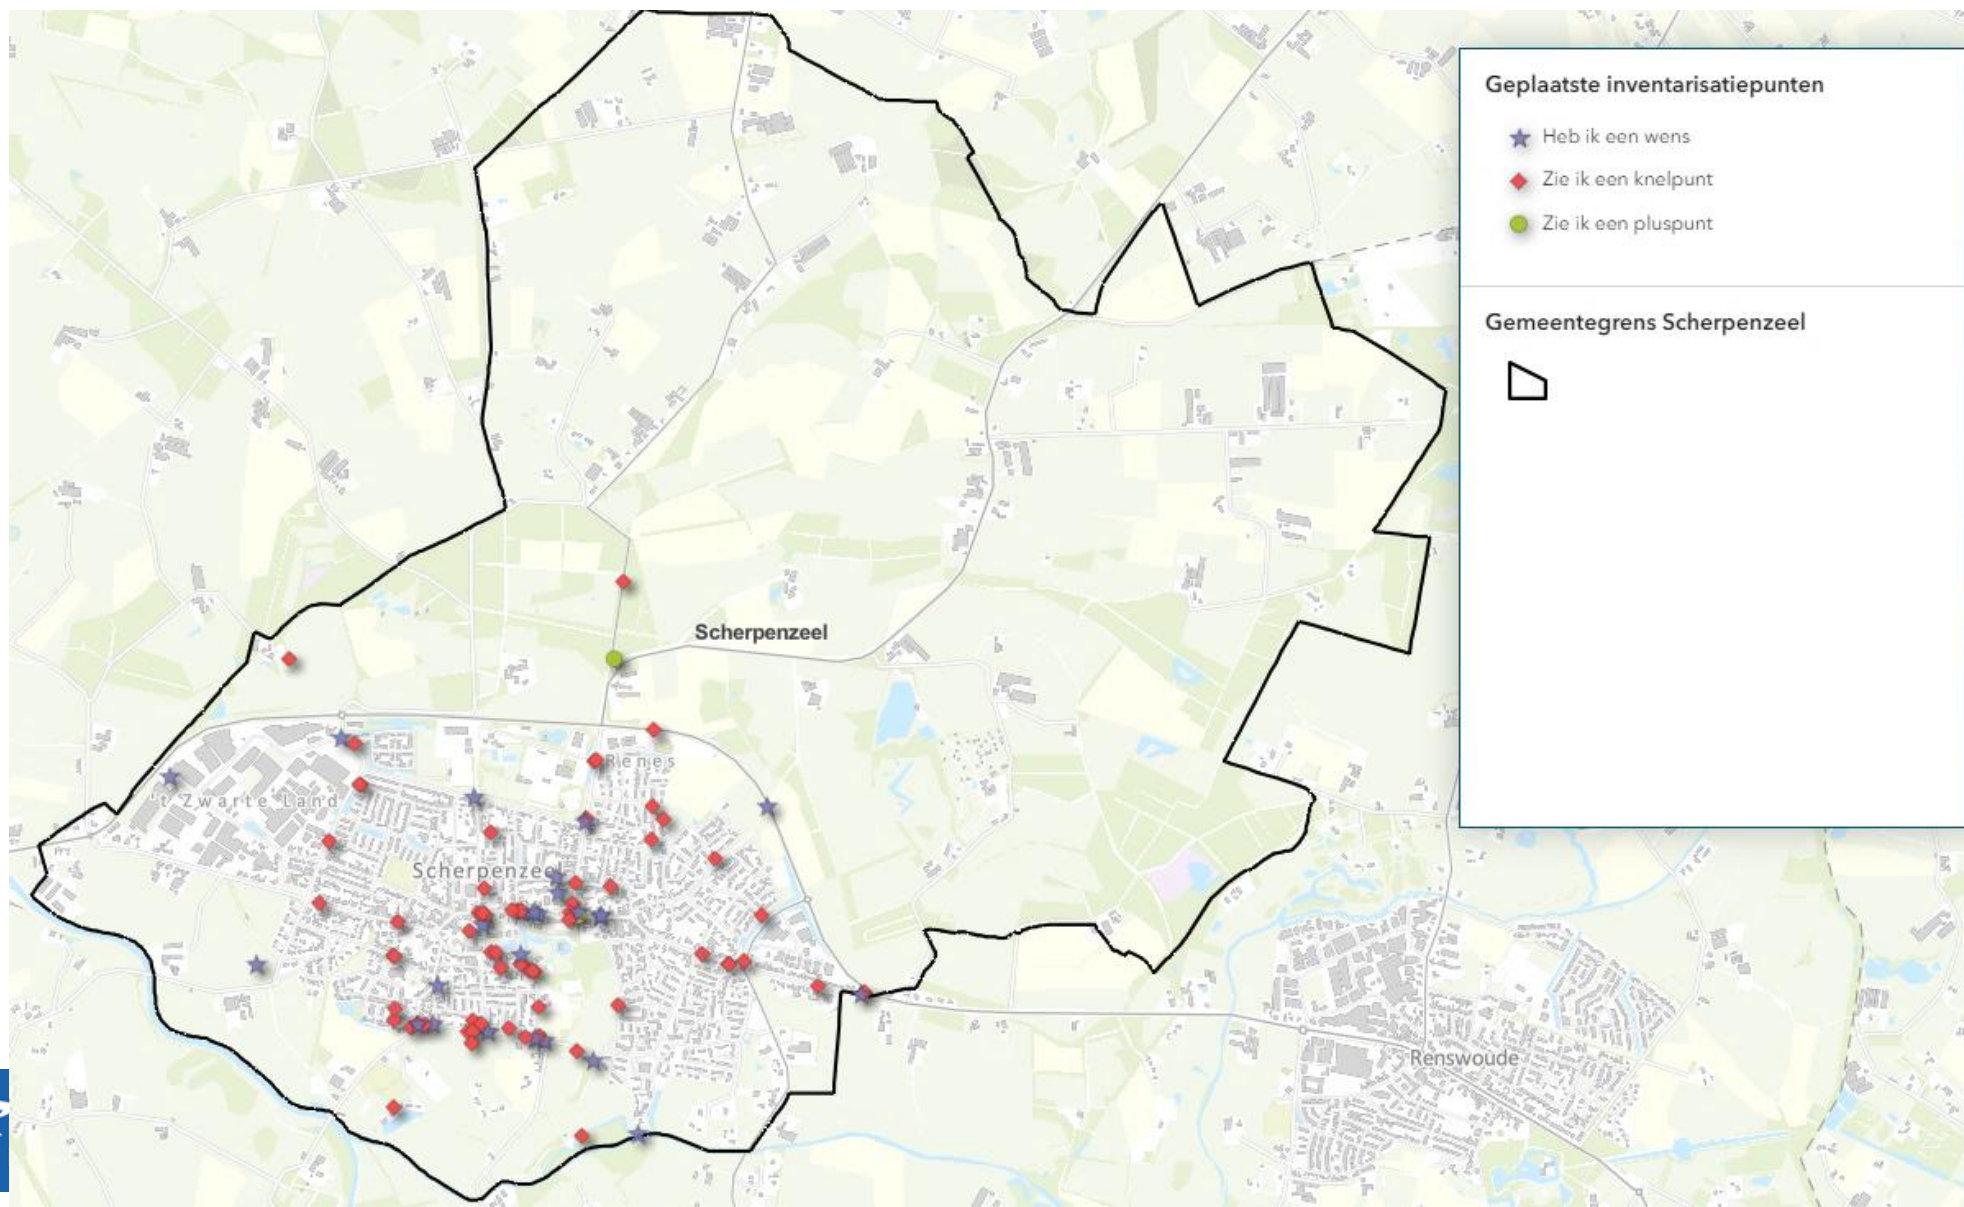 Geplaatste inventarisatiepunten
Heb ik een wens
Zie ik een knelpunt
Zie ik een pluspunt
Gemeentegrens Scherpenzeel
Scherpenzeel
Renes
't Zwarte Land
Scherpenzeel
Renswoude